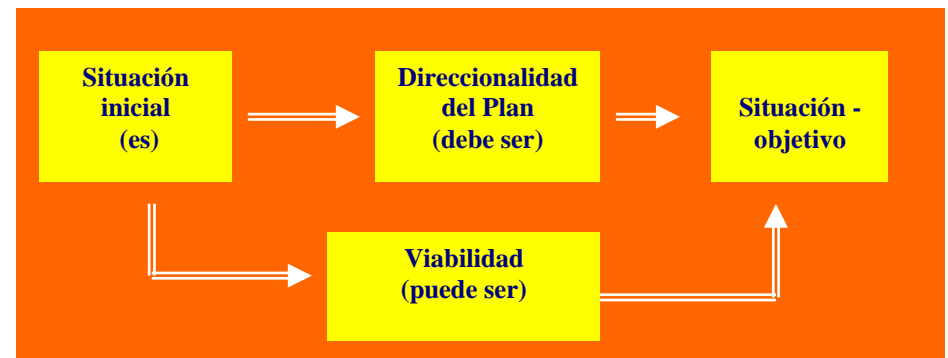 Situación
inicial
(es)
Direccionalidad
del Plan
(debe ser)
Situación -
objetivo
Viabilidad
(puede ser)